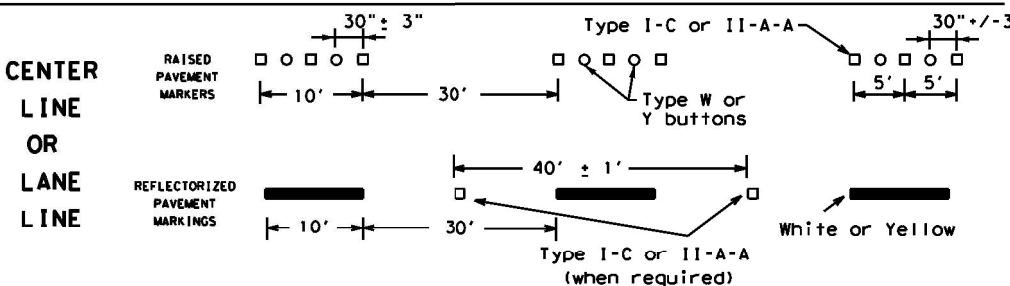 CENTER
LINE
OR
LANE
LINE
RAISED
PAVEMENT
MARKERS
30"± 3"
10'
30'
Type W or
Y buttons
Type I-C or II-A-A
30"+/-3
5'
5'
REFLECTORIZED
PAVEMENT
MARKINGS
40' ± 1'
10'
30'
Type I-C or II-A-A
(when required)
White or Yellow